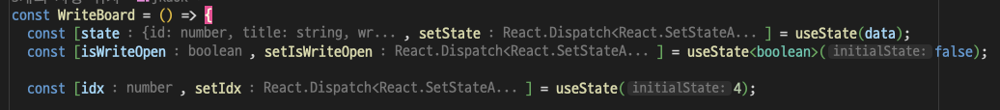 const WriteBoard = () => {
const [state : {id: number, title: string, wr... , setState : React.Dispatch<React.SetStateA... ] = useState(data);
const [isWriteOpen : boolean , setIsWriteOpen : React.Dispatch<React.SetStateA... ] = useState<boolean>( initialState: false);
const [idx : number , setIdx : React.Dispatch<React.SetStateA... ] = useState( initialState: 4);